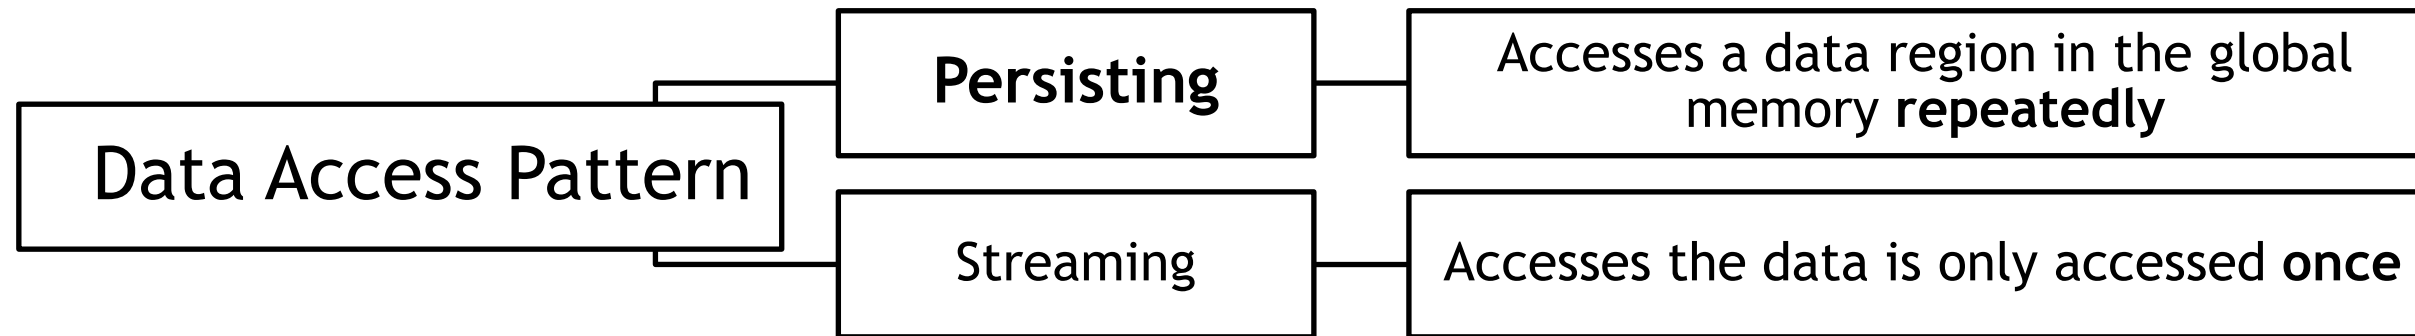 Data Access Pattern
Persisting
Accesses a data region in the global
memory repeatedly
Streaming
Accesses the data is only accessed once